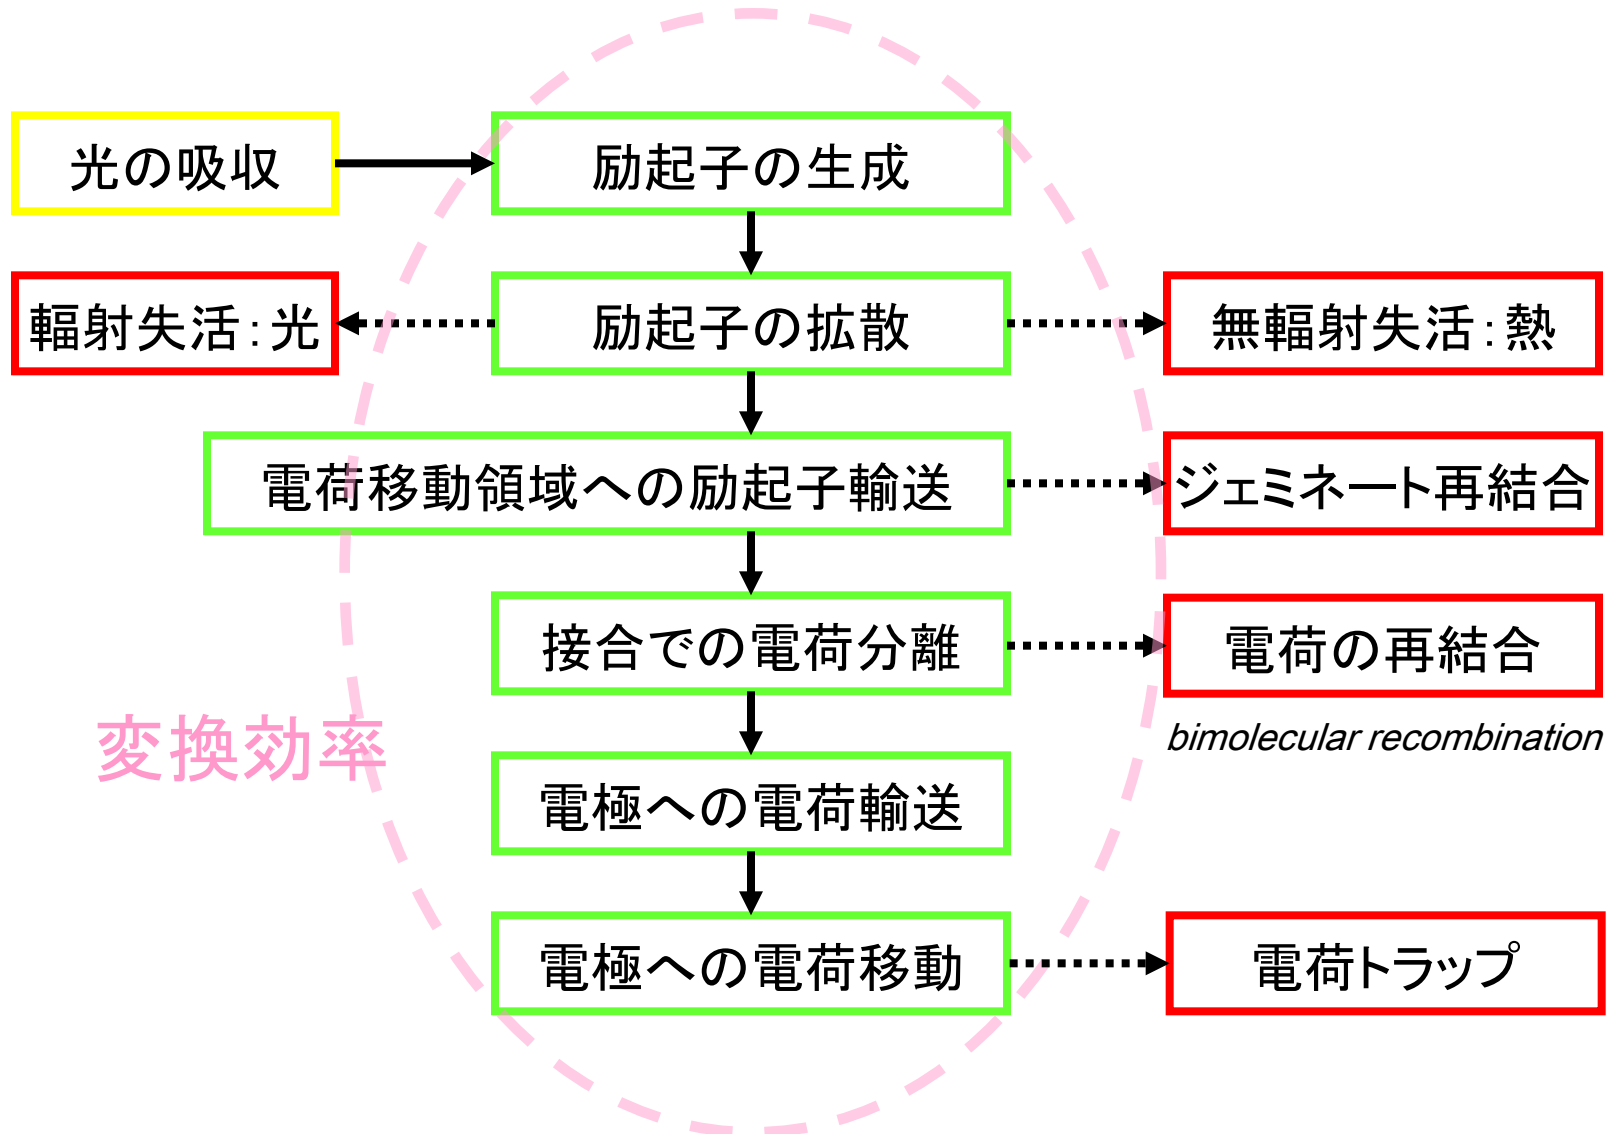 光の吸収
励起子の生成
輻射失活：光
励起子の拡散
無輻射失活：熱
電荷移動領域への励起子輸送
ジェミネート再結合
接合での電荷分離
電荷の再結合
bimolecular recombination
変換効率
電極への電荷輸送
電極への電荷移動
電荷トラップ